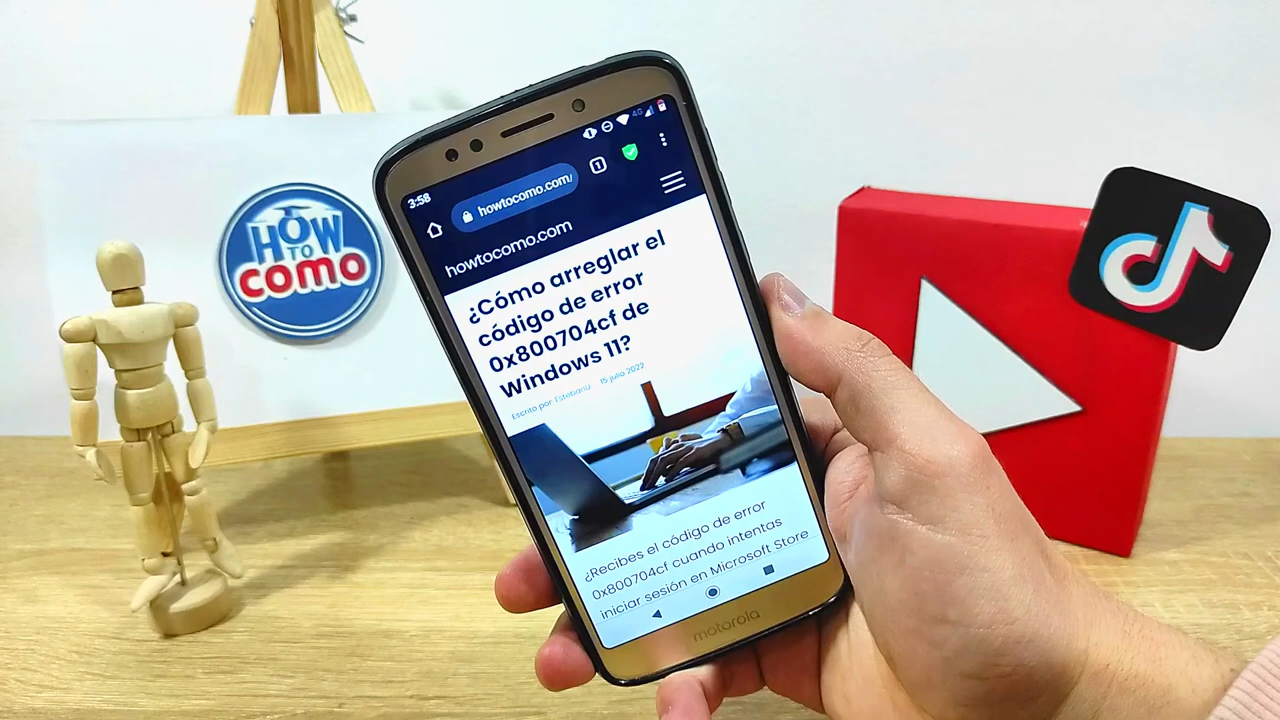 HOW
TO
como
3:58
4G
howtocomo.com/
1
howtocomo.com
¿Cómo arreglar el
código de error
0x800704cf de
Windows 11?
Escrito por Estebanu 15 julio 2022
¿Recibes el código de error
0x800704cf cuando intentas
iniciar sesión en Microsoft Store
motorola